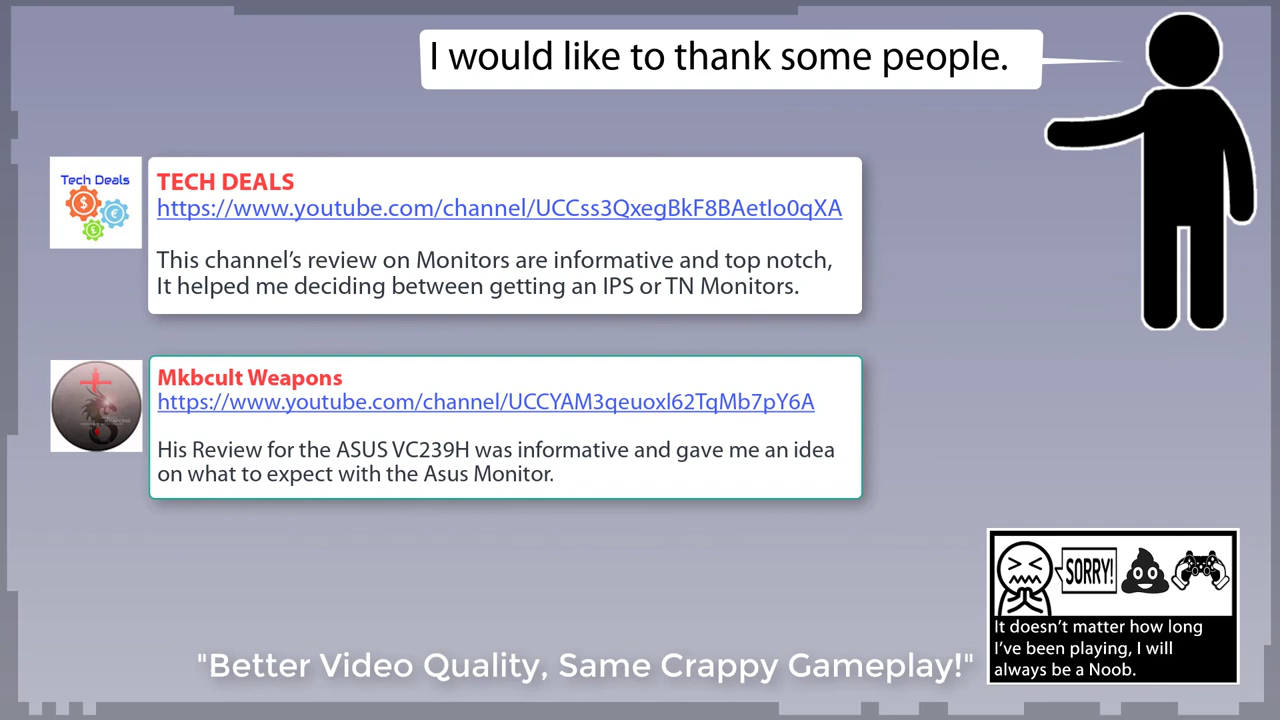 I would like to thank some people.
Tech Deals
TECH DEALS
https://www.youtube.com/channel/UCCss3QxegBkF8BAetIo0qXA
This channel's review on Monitors are informative and top notch,
It helped me deciding between getting an IPS or TN Monitors.
Mkbcult Weapons
https://www.youtube.com/channel/UCCYAM3qeuoxl62TqMb7pY6A
His Review for the ASUS VC239H was informative and gave me an idea
on what to expect with the Asus Monitor.
SORRY!
It doesn't matter how long
I've been playing, I will
always be a Noob.
"Better Video Quality, Same Crappy Gameplay!"